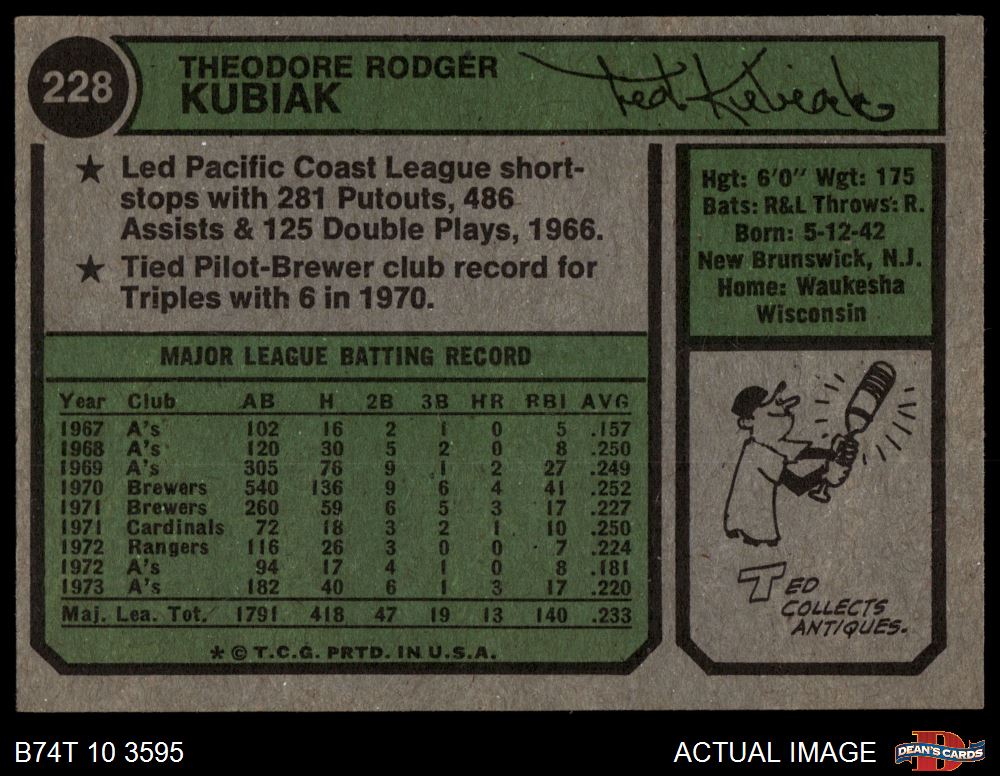 228
THEODORE RODGER
KUBIAK
Ted Kubiak
★ Led Pacific Coast League short-
stops with 281 Putouts, 486
Assists & 125 Double Plays, 1966.
★ Tied Pilot-Brewer club record for
Triples with 6 in 1970.
Hgt: 6'0" Wgt: 175
Bats: R&L Throws: R.
Born: 5-12-42
New Brunswick, N.J.
Home: Waukesha
Wisconsin
MAJOR LEAGUE BATTING RECORD
Year Club AB H 2B 3B HR RBI AVG
1967 A's 102 16 2 1 0 5 .157
1968 A's 120 30 5 2 0 8 .250
1969 A's 305 76 9 1 2 27 .249
1970 Brewers 540 136 9 6 4 41 .252
1971 Brewers 260 59 6 5 3 17 .227
1971 Cardinals 72 18 3 2 1 10 .250
1972 Rangers 116 26 3 0 0 7 .224
1972 A's 94 17 4 1 0 8 .181
1973 A's 182 40 6 1 3 17 .220
Maj. Lea. Tot. 1791 418 47 19 13 140 .233
* © T.C.G. PRTD. IN U.S.A.
TED
COLLECTS
ANTIQUES.
B74T 10 3595
ACTUAL IMAGE
D
DEAN'S CARDS